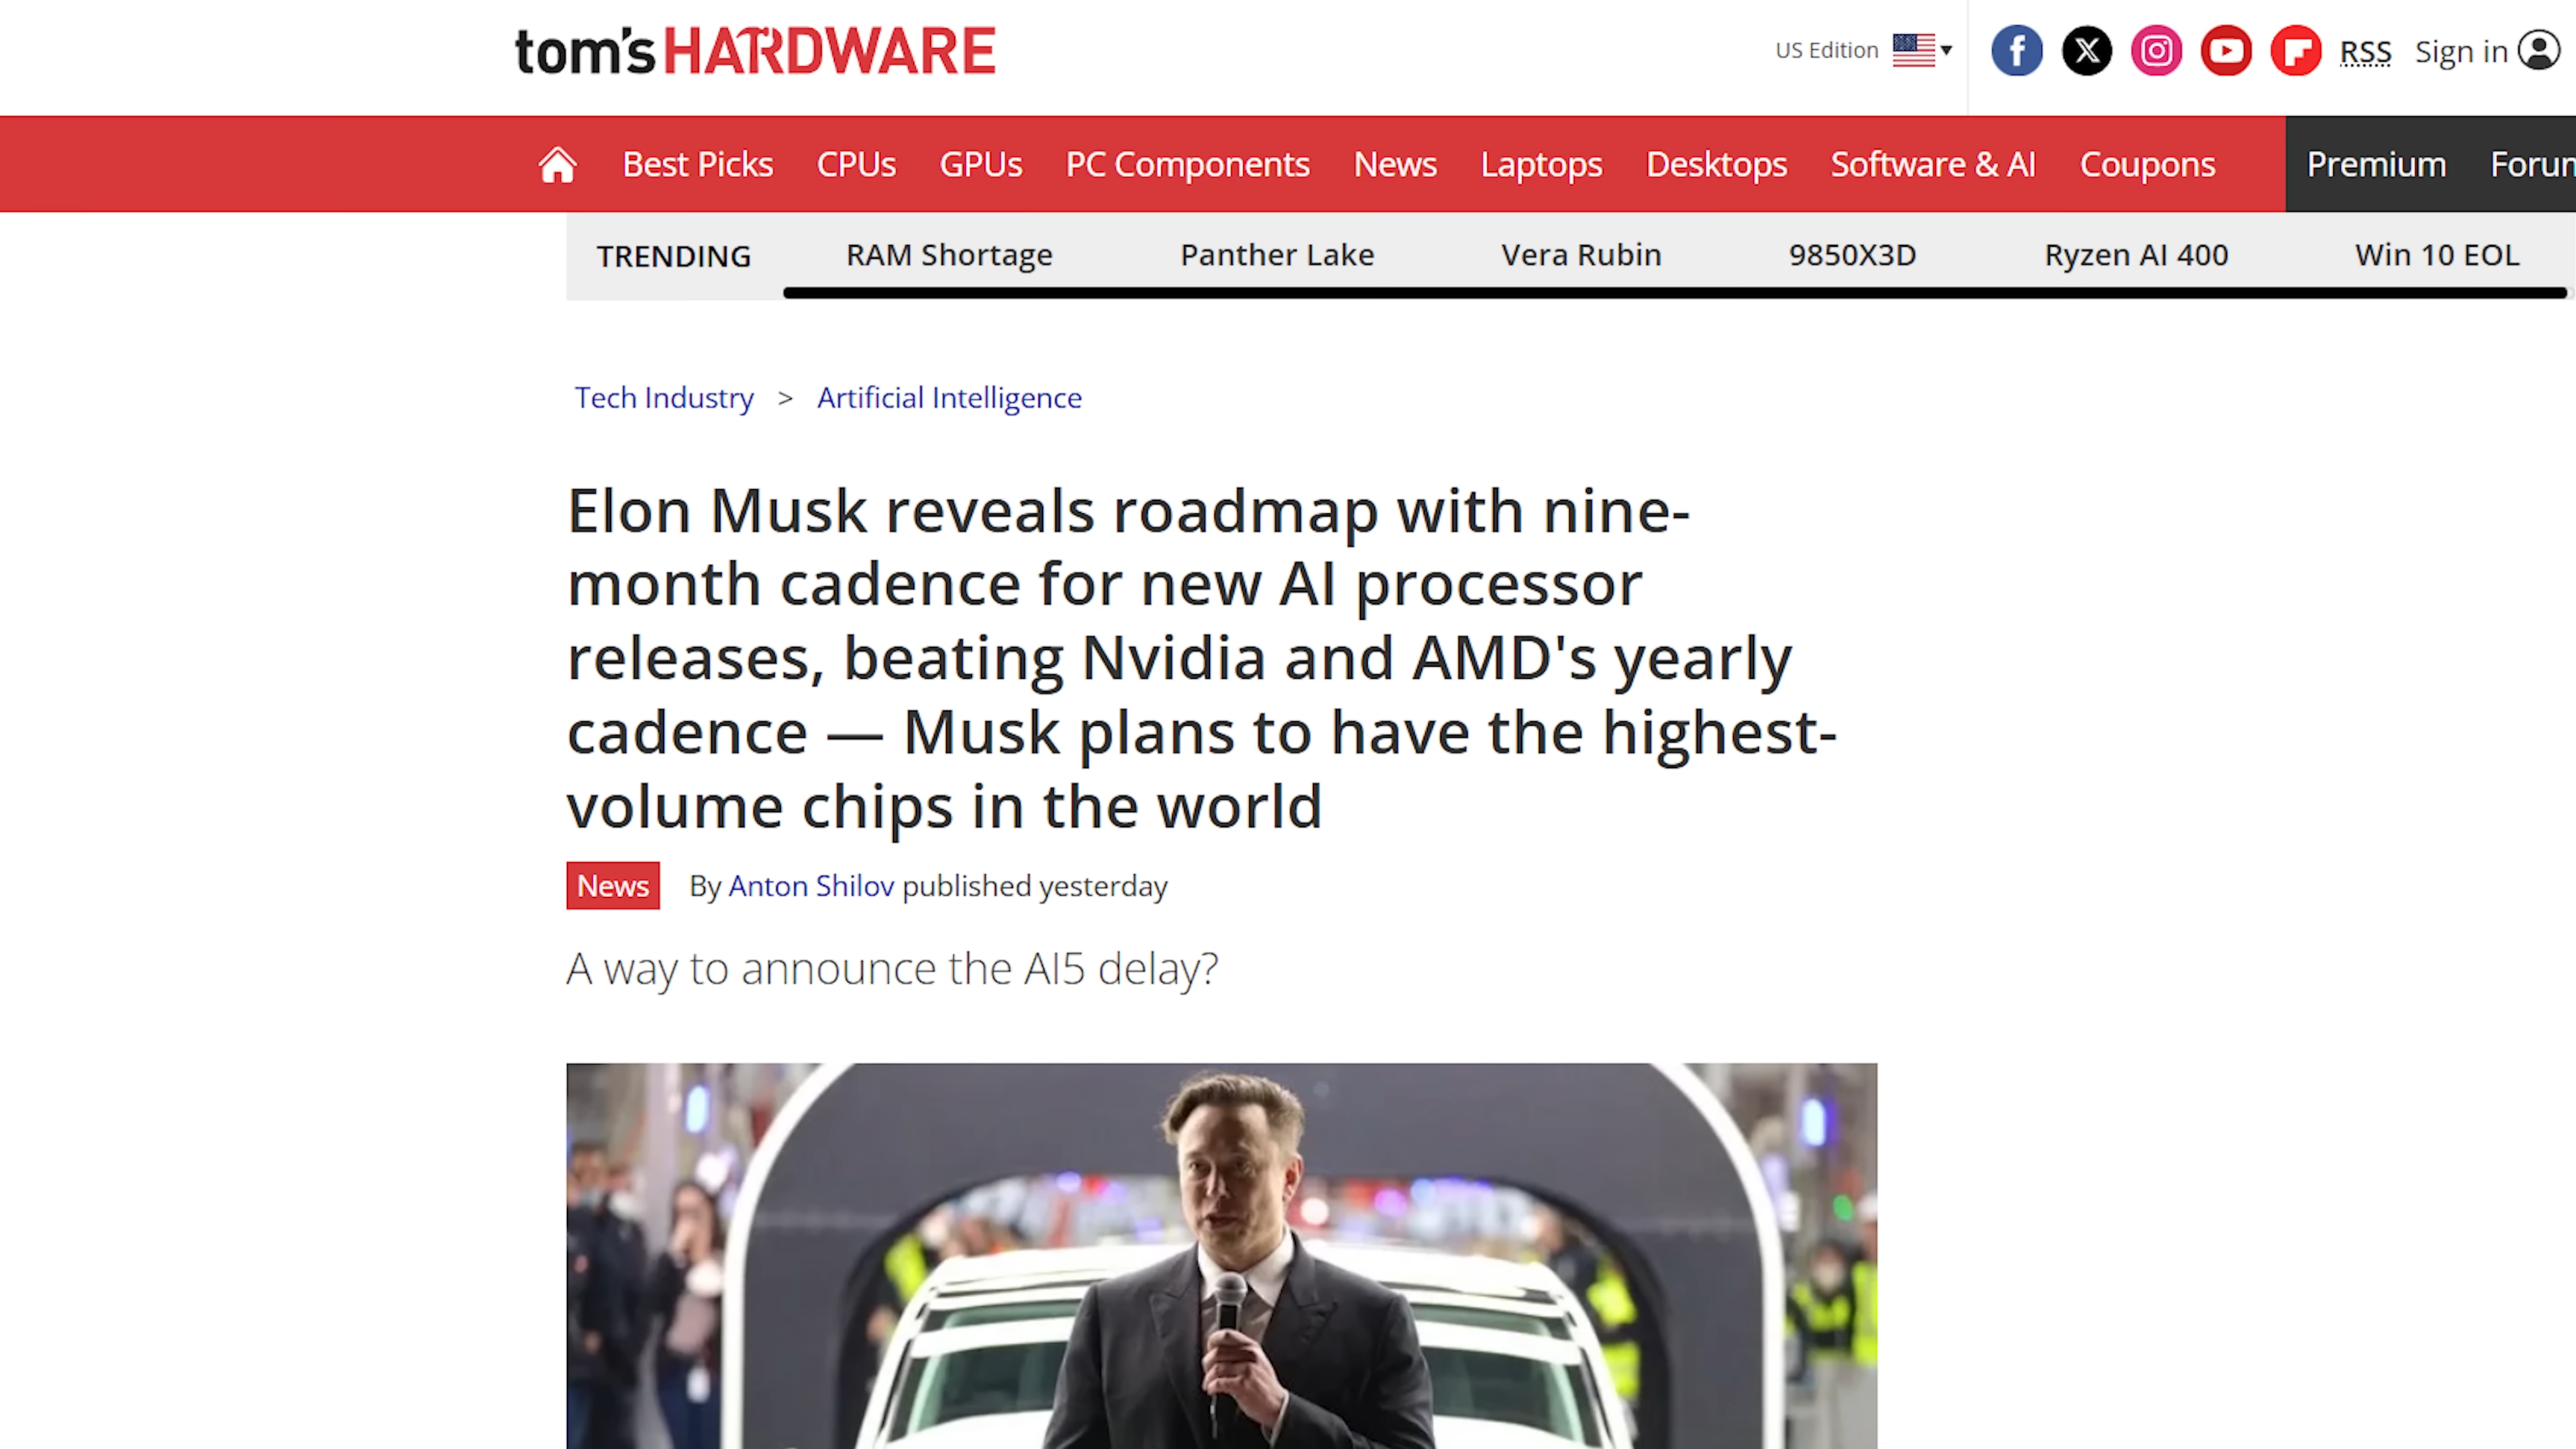 tom's HARDWARE
US Edition
RSS
Sign in
Best Picks
CPUs
GPUs
PC Components
News
Laptops
Desktops
Software & AI
Coupons
Premium
Forum
TRENDING
RAM Shortage
Panther Lake
Vera Rubin
9850X3D
Ryzen AI 400
Win 10 EOL
Tech Industry > Artificial Intelligence
Elon Musk reveals roadmap with nine-
month cadence for new AI processor
releases, beating Nvidia and AMD's yearly
cadence — Musk plans to have the highest-
volume chips in the world
News
By Anton Shilov published yesterday
A way to announce the AI5 delay?